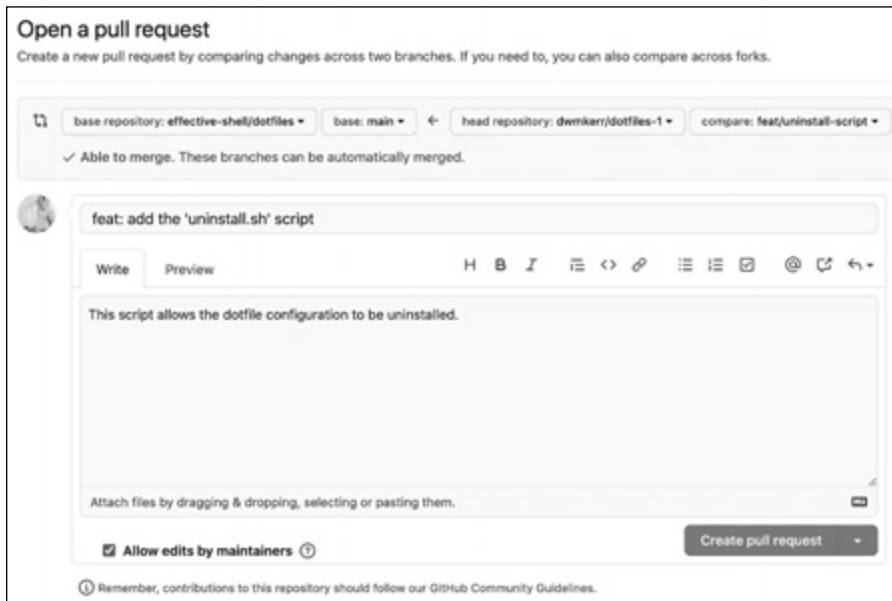 Open a pull request
Create a new pull request by comparing changes across two branches. If you need to, you can also compare across forks.
base repository: effective-shell/dotfiles base: main ← head repository: dwmkerr/dotfiles-1 compare: feat/uninstall-script
✓ Able to merge. These branches can be automatically merged.
feat: add the 'uninstall.sh' script
Write Preview H B I
This script allows the dotfile configuration to be uninstalled.
Attach files by dragging & dropping, selecting or pasting them.
Allow edits by maintainers Create pull request
Remember, contributions to this repository should follow our GitHub Community Guidelines.